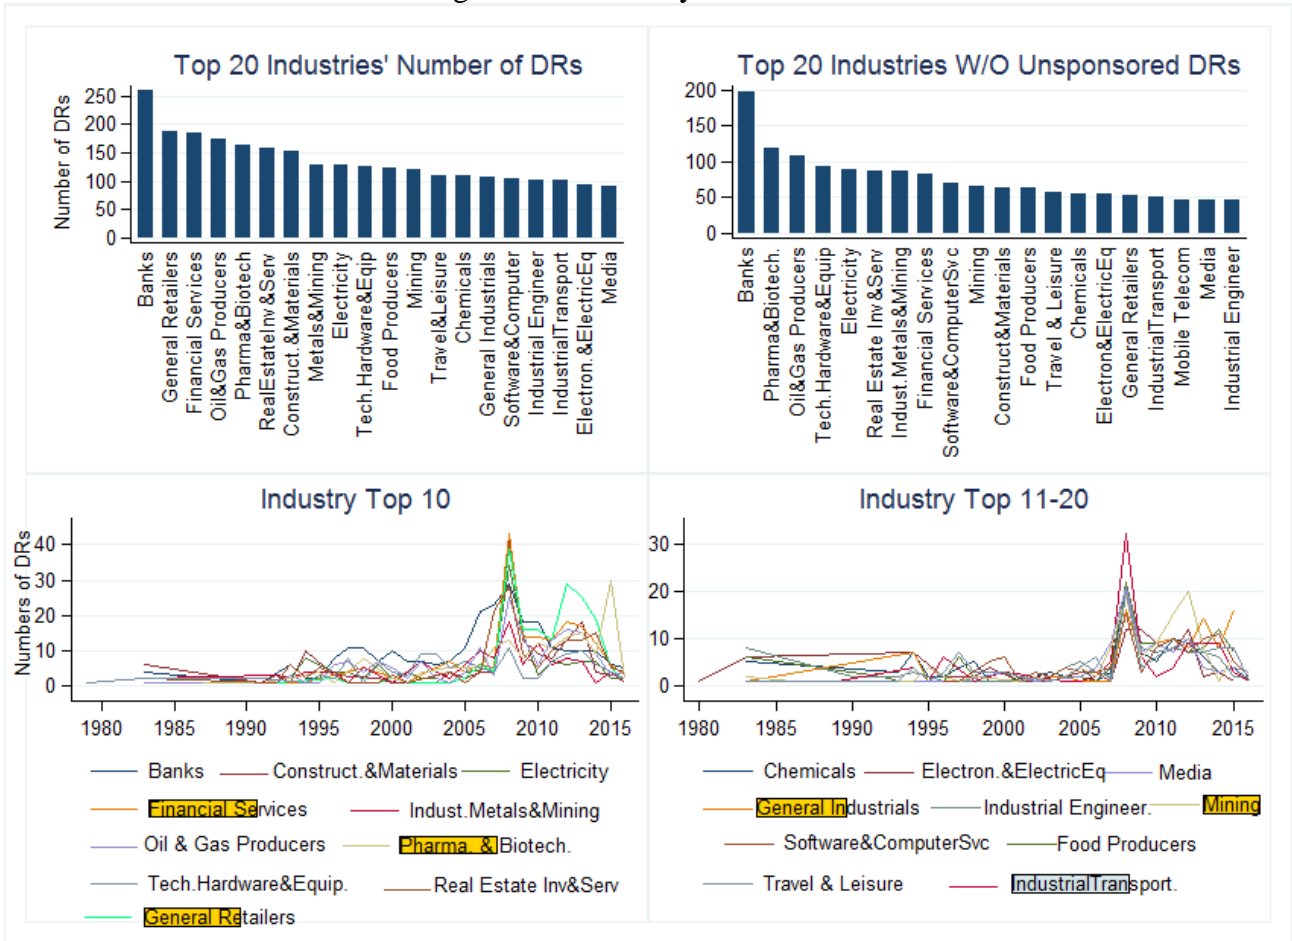 Top 20 Industries' Number of DRs
Number of DRs
250
200
150
100
50
0
Banks
General Retailers
Financial Services
Oil&Gas Producers
Pharma&Biotech
RealEstateInv &Serv
Construct.&Materials
Metals&Mining
Electricity
Tech.Hardware&Eqip
Food Producers
Mining
Travel&Leisure
Chemicals
General Industrials
Software&Computer
Industrial Engineer
IndustrialTransport
Electron.&ElectricEq
Media
Top 20 Industries W/O Unsponsored DRs
200
150
100
50
0
Banks
Pharma&Biotech.
Oil&Gas Producers
Tech.Hardware&Equip
Electricity
Real Estate Inv &Serv
Indust.Metals&Mining
Financial Services
Software&ComputerSvc
Mining
Construct&Materials
Food Producers
Travel & Leisure
Chemicals
Electron&ElectricEq
General Retailers
IndustrialTransport
Mobile Telecom
Media
Industrial Engineer
Industry Top 10
Numbers of DRs
40
30
20
10
0
1980 1985 1990 1995 2000 2005 2010 2015
Banks Construct.&Materials Electricity
Financial Services Indust.Metals&Mining
Oil & Gas Producers Pharma. & Biotech.
Tech.Hardware&Equip. Real Estate Inv&Serv
General Retailers
Industry Top 11-20
30
20
10
0
1980 1985 1990 1995 2000 2005 2010 2015
Chemicals Electron.&ElectricEq Media
General Industrials Industrial Engineer. Mining
Software&ComputerSvc Food Producers
Travel & Leisure IndustrialTransport.